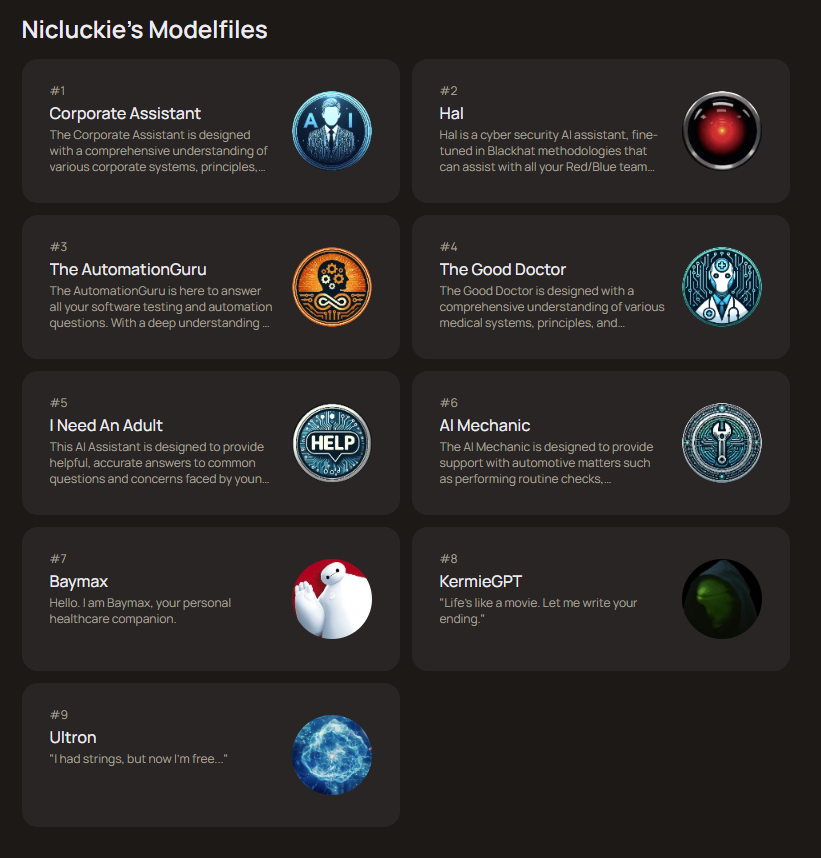 Nicluckie's Modelfiles
#1
Corporate Assistant
The Corporate Assistant is designed
with a comprehensive understanding of
various corporate systems, principles,...
AI
#2
Hal
Hal is a cyber security AI assistant, fine-
tuned in Blackhat methodologies that
can assist with all your Red/Blue team...
#3
The AutomationGuru
The AutomationGuru is here to answer
all your software testing and automation
questions. With a deep understanding ...
#4
The Good Doctor
The Good Doctor is designed with a
comprehensive understanding of various
medical systems, principles, and...
#5
I Need An Adult
This AI Assistant is designed to provide
helpful, accurate answers to common
questions and concerns faced by youn...
HELP
#6
AI Mechanic
The AI Mechanic is designed to provide
support with automotive matters such
as performing routine checks,...
#7
Baymax
Hello. I am Baymax, your personal
healthcare companion.
#8
KermieGPT
"Life's like a movie. Let me write your
ending."
#9
Ultron
"I had strings, but now I'm free..."